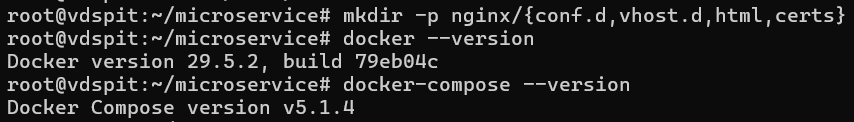 root@vdspit:~/microservice# mkdir -p nginx/{conf.d,vhost.d,html,certs}
root@vdspit:~/microservice# docker --version
Docker version 29.5.2, build 79eb04c
root@vdspit:~/microservice# docker-compose --version
Docker Compose version v5.1.4